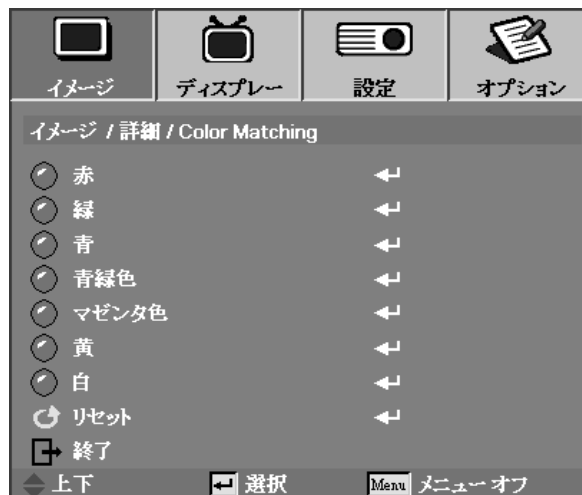 イメージ ディスプレー 設定 オプション
イメージ / 詳細 / Color Matching
赤
緑
青
青緑色
マゼンタ色
黄
白
リセット
終了
上下 選択 Menu メニュー オフ